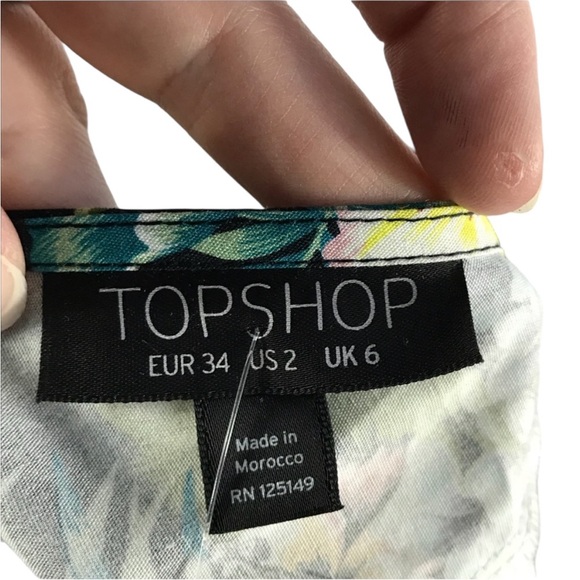 TOPSHOP
EUR 34 US 2 UK 6
Made in
Morocco
RN 125149